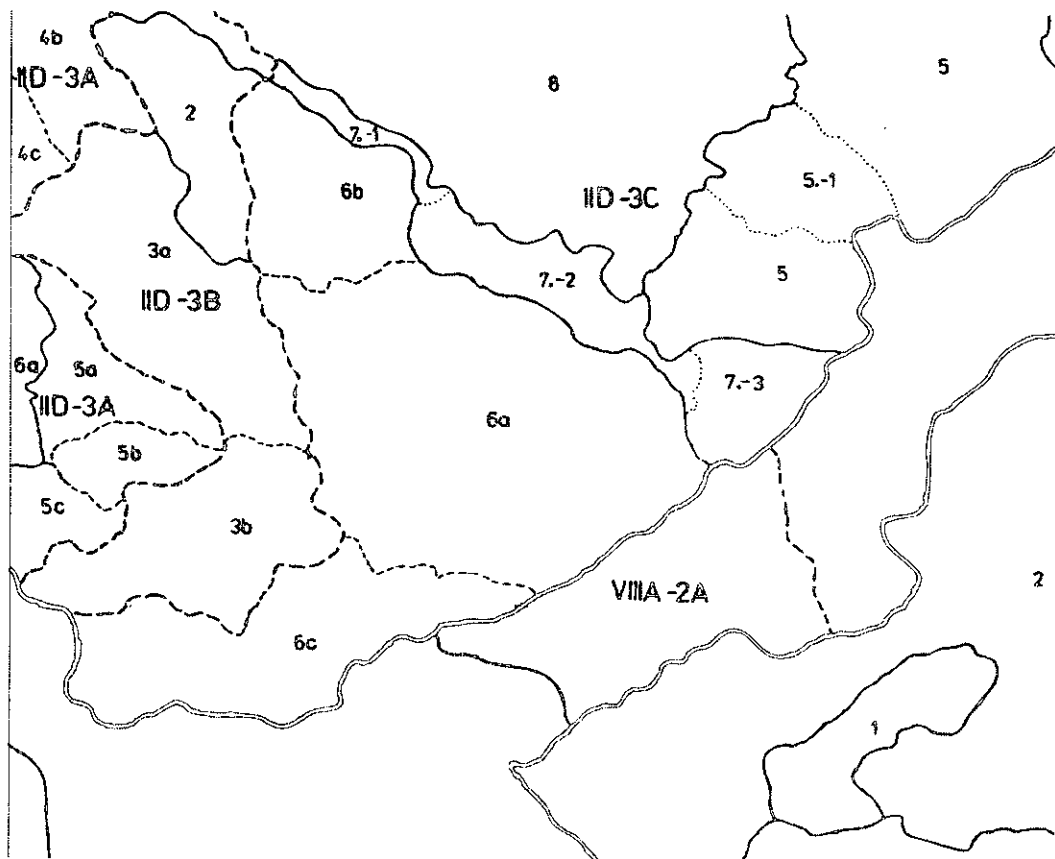 4b
IID-3A
2
8
5
4c
7.-1
5.-1
6b
IID-3C
3a
7.-2
5
IID-3B
6a
5a
7.-3
IID-3A
6a
5b
5c
3b
VIIIA-2A
2
6c
1